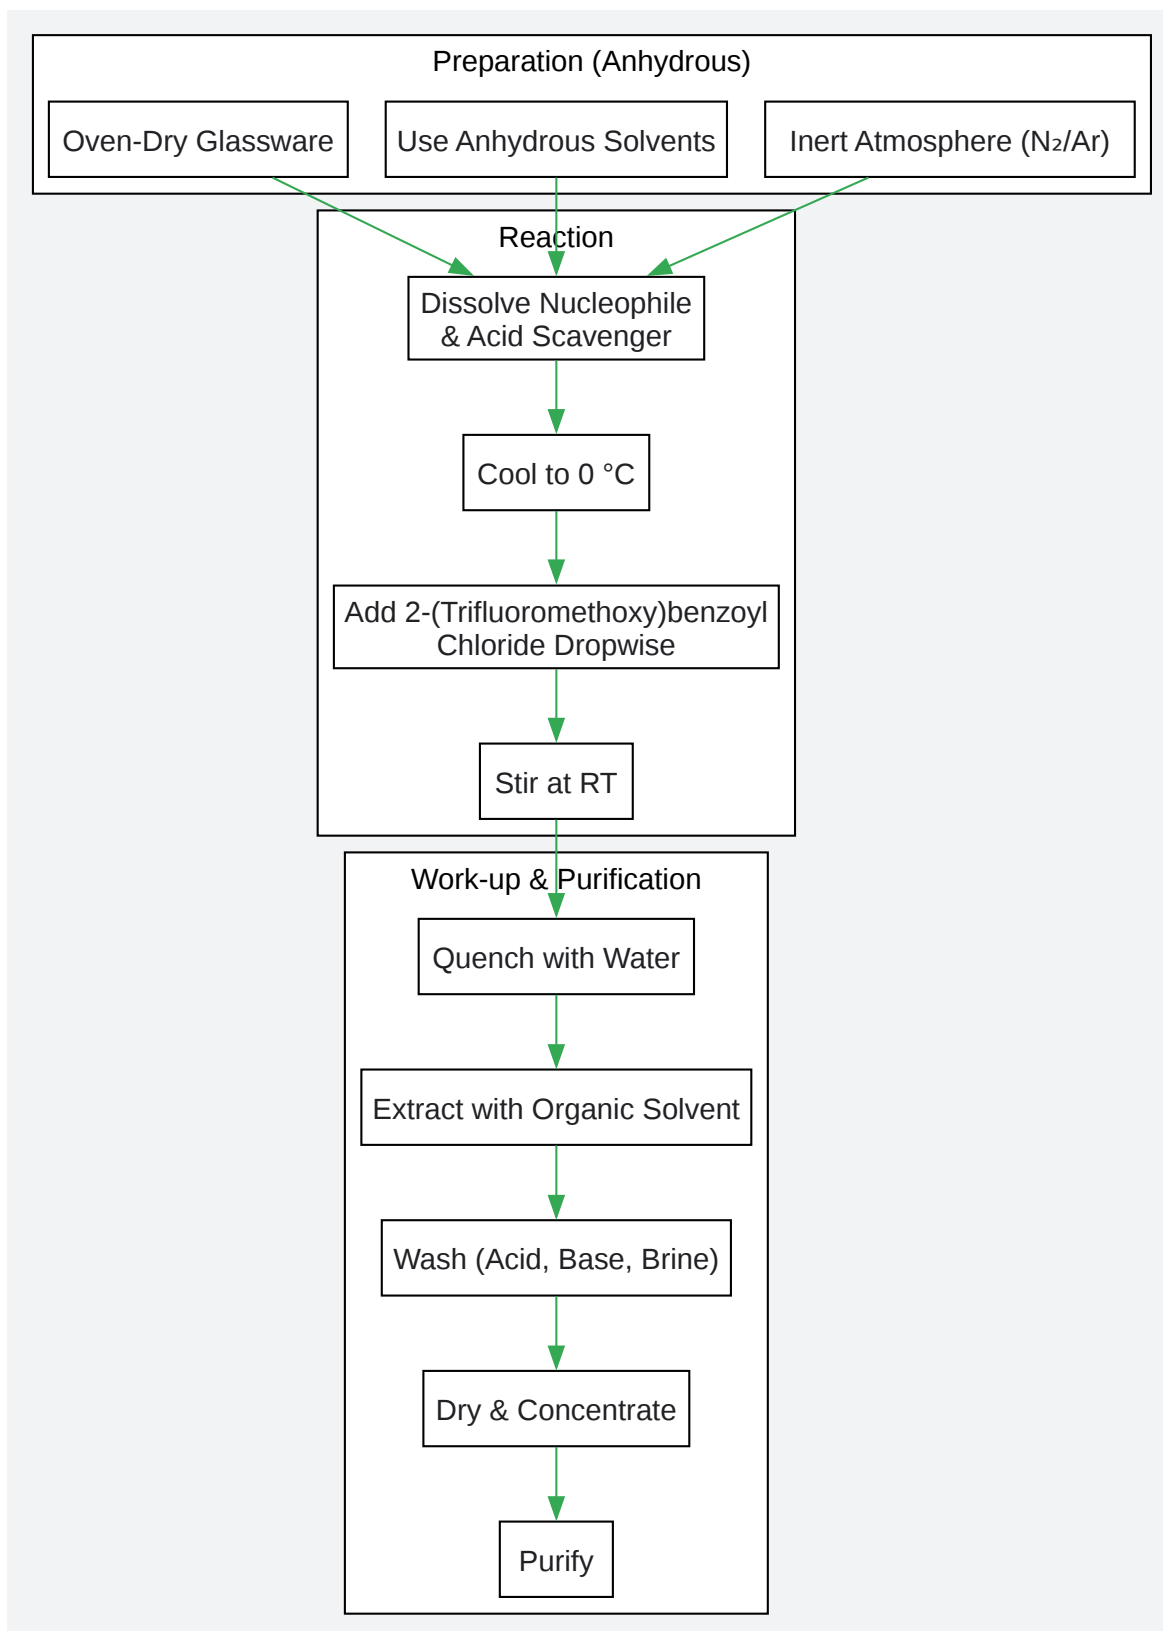 Preparation (Anhydrous)
Oven-Dry Glassware
Use Anhydrous Solvents
Inert Atmosphere (N₂/Ar)
Reaction
Dissolve Nucleophile
& Acid Scavenger
Cool to 0 °C
Add 2-(Trifluoromethoxy)benzoyl
Chloride Dropwise
Stir at RT
Work-up & Purification
Quench with Water
Extract with Organic Solvent
Wash (Acid, Base, Brine)
Dry & Concentrate
Purify